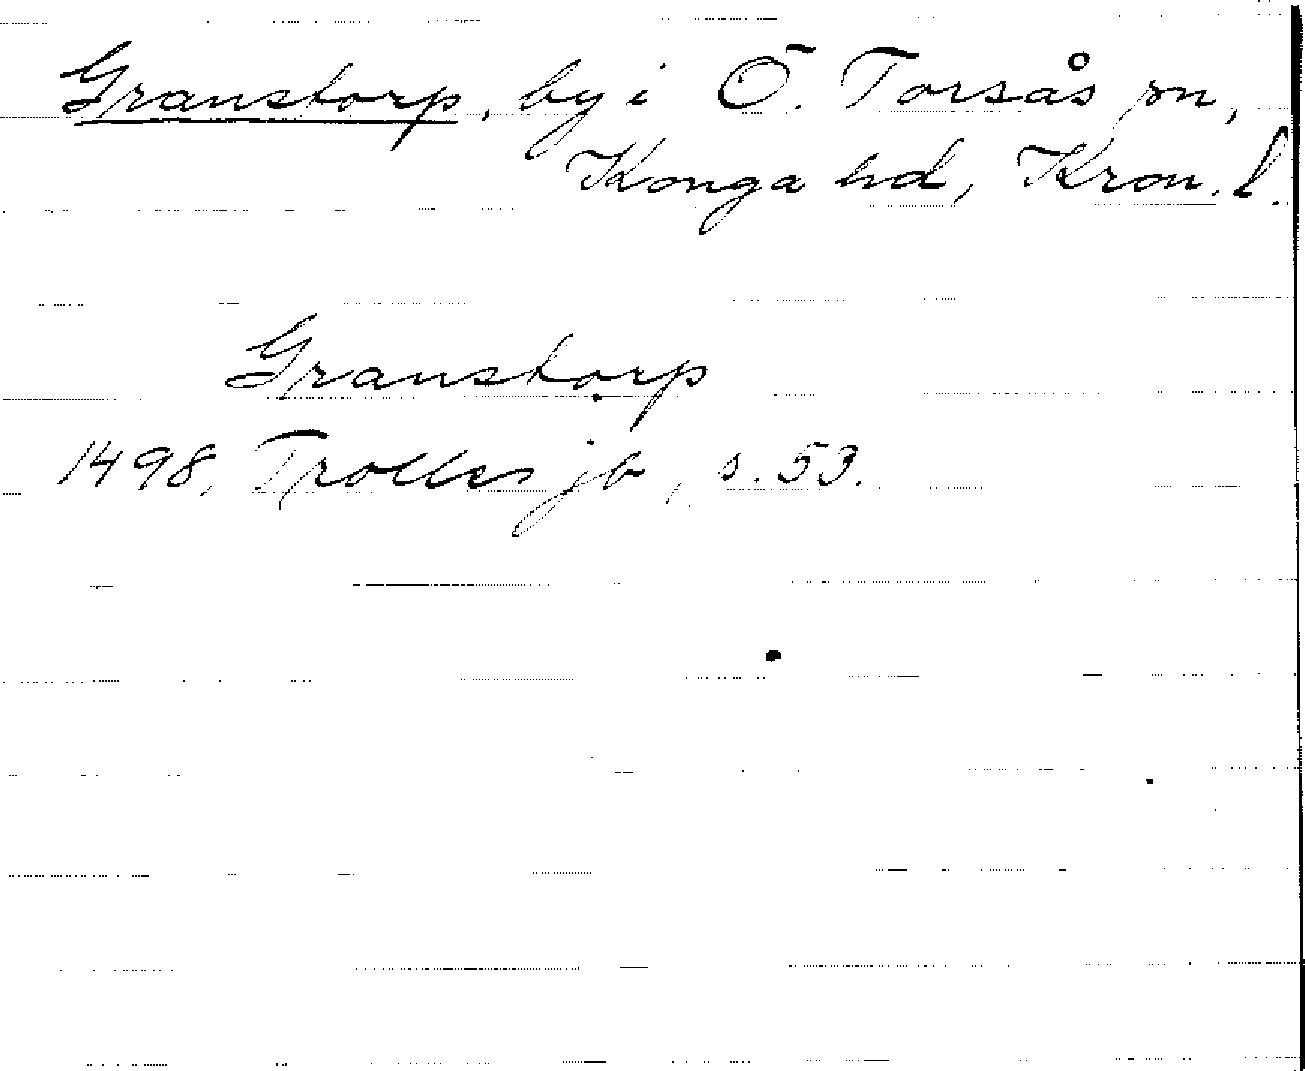 Granstorp, by i Ö. Torsås sn,
Konga hd, Kron. l.
Granstorp
1498, Trolles jb, s. 53.